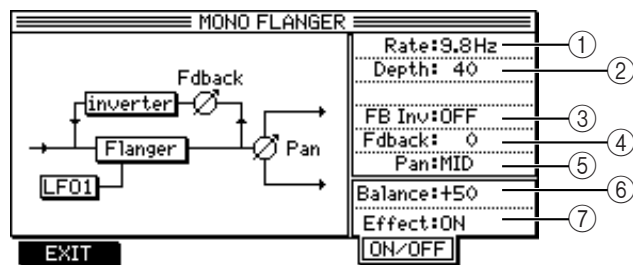 MONO FLANGER
Rate:9.8Hz ①
Depth: 40 ②
Fdback
inverter
FB Inv:OFF ③
Flanger
Pan
Fdback: 0 ④
Pan:MID ⑤
LFO1
Balance:+50 ⑥
Effect:ON ⑦
EXIT
ON/OFF